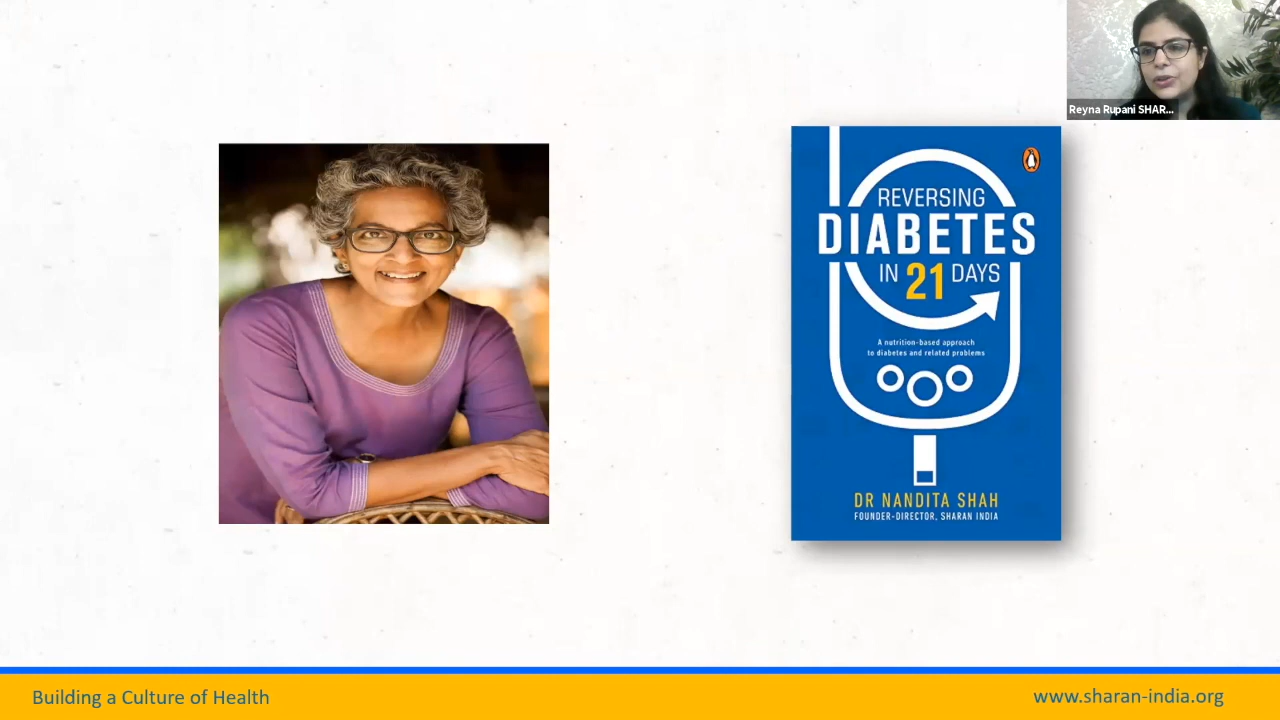 Reyna Rupani SHAR...
REVERSING
DIABETES
IN 21 DAYS
A nutrition-based approach
to diabetes and related problems
DR NANDITA SHAH
FOUNDER-DIRECTOR, SHARAN INDIA
Building a Culture of Health
www.sharan-india.org